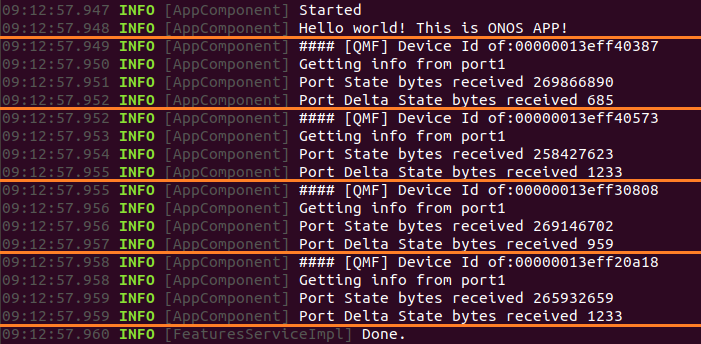 09:12:57.947 INFO [AppComponent] Started
09:12:57.948 INFO [AppComponent] Hello world! This is ONOS APP!
09:12:57.949 INFO [AppComponent] #### [QMF] Device Id of:00000013eff40387
09:12:57.950 INFO [AppComponent] Getting info from port1
09:12:57.951 INFO [AppComponent] Port State bytes received 269866890
09:12:57.952 INFO [AppComponent] Port Delta State bytes received 685
09:12:57.952 INFO [AppComponent] #### [QMF] Device Id of:00000013eff40573
09:12:57.953 INFO [AppComponent] Getting info from port1
09:12:57.954 INFO [AppComponent] Port State bytes received 258427623
09:12:57.955 INFO [AppComponent] Port Delta State bytes received 1233
09:12:57.955 INFO [AppComponent] #### [QMF] Device Id of:00000013eff30808
09:12:57.956 INFO [AppComponent] Getting info from port1
09:12:57.956 INFO [AppComponent] Port State bytes received 269146702
09:12:57.957 INFO [AppComponent] Port Delta State bytes received 959
09:12:57.958 INFO [AppComponent] #### [QMF] Device Id of:00000013eff20a18
09:12:57.958 INFO [AppComponent] Getting info from port1
09:12:57.959 INFO [AppComponent] Port State bytes received 265932659
09:12:57.959 INFO [AppComponent] Port Delta State bytes received 1233
09:12:57.960 INFO [FeaturesServiceImpl] Done.